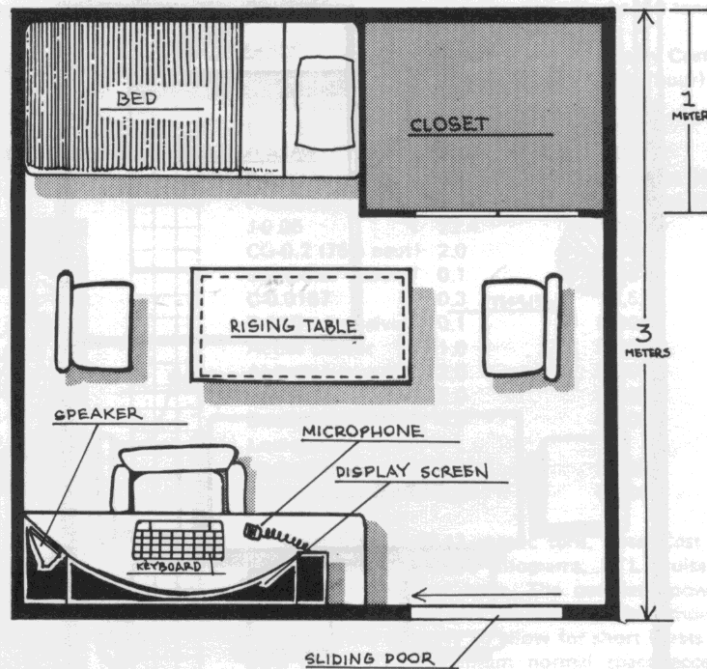 BED
CLOSET
1
METER
RISING TABLE
3
METERS
SPEAKER
MICROPHONE
DISPLAY SCREEN
KEYBOARD
SLIDING DOOR